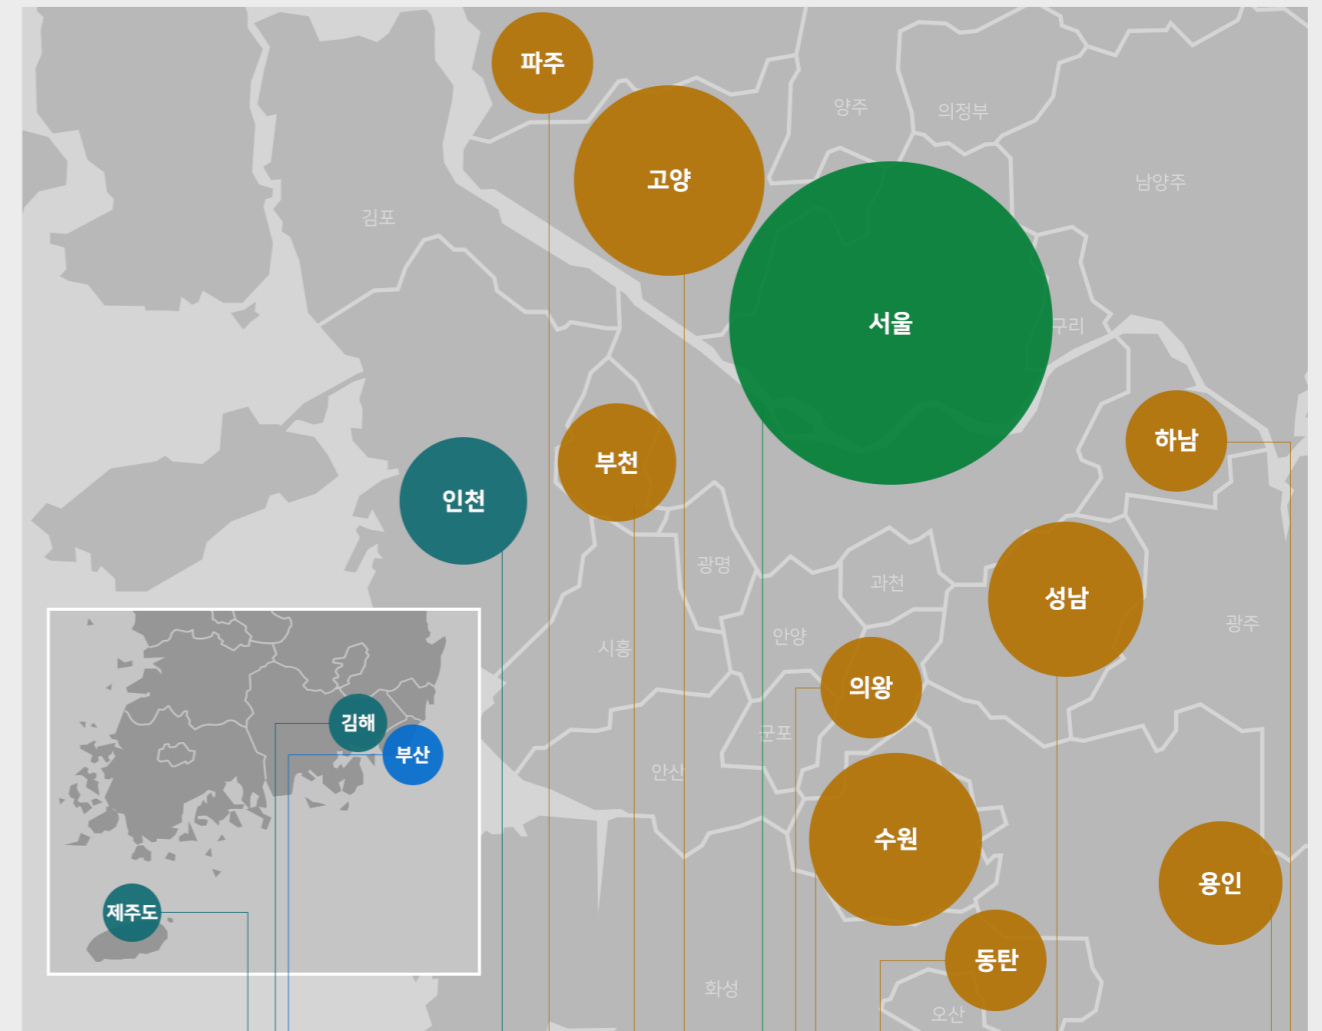 파주
양주
의정부
고양
남양주
김포
서울
구리
하남
부천
인천
광명
과천
성남
광주
안양
시흥
의왕
김해
군포
부산
안산
수원
용인
제주도
동탄
화성
오산